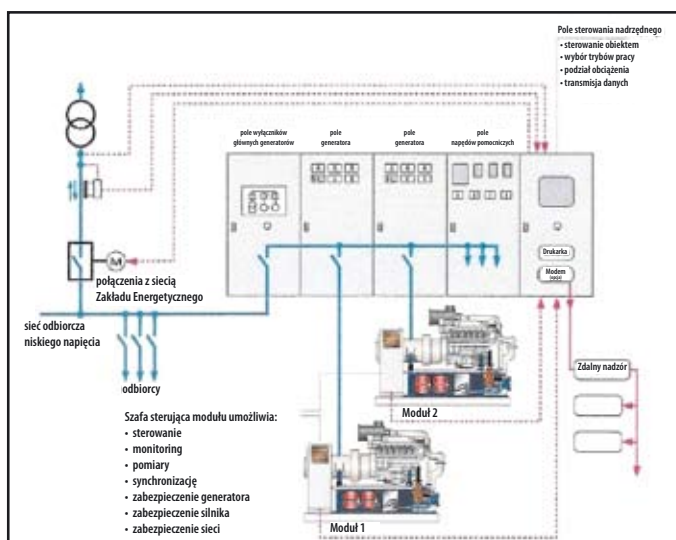 Pole sterowania nadrzędnego
• sterowanie obiektem
• wybór trybów pracy
• podział obciążenia
• transmisja danych
pole wyłączników
głównych generatorów
pole
generatora
pole
generatora
pole
napędów pomocniczych
Drukarka
Modem
(opcja)
M
połączenia z siecią
Zakładu Energetycznego
sieć odbiorcza
niskiego napięcia
odbiorcy
Zdalny nadzór
Moduł 2
Szafa sterująca modułu umożliwia:
• sterowanie
• monitoring
• pomiary
• synchronizację
• zabezpieczenie generatora
• zabezpieczenie silnika
• zabezpieczenie sieci
Moduł 1